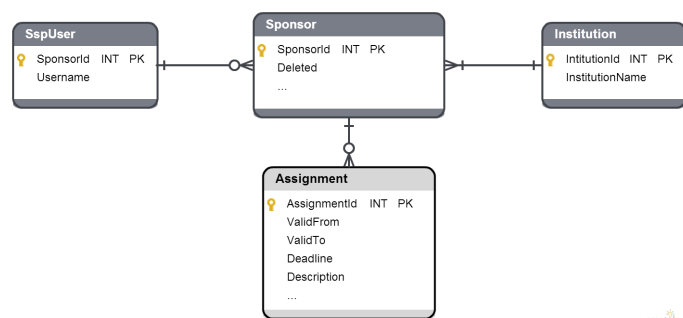 SspUser
SponsorId INT PK
Username
Sponsor
SponsorId INT PK
Deleted
...
Institution
IntitutionId INT PK
InstitutionName
Assignment
AssignmentId INT PK
ValidFrom
ValidTo
Deadline
Description
...